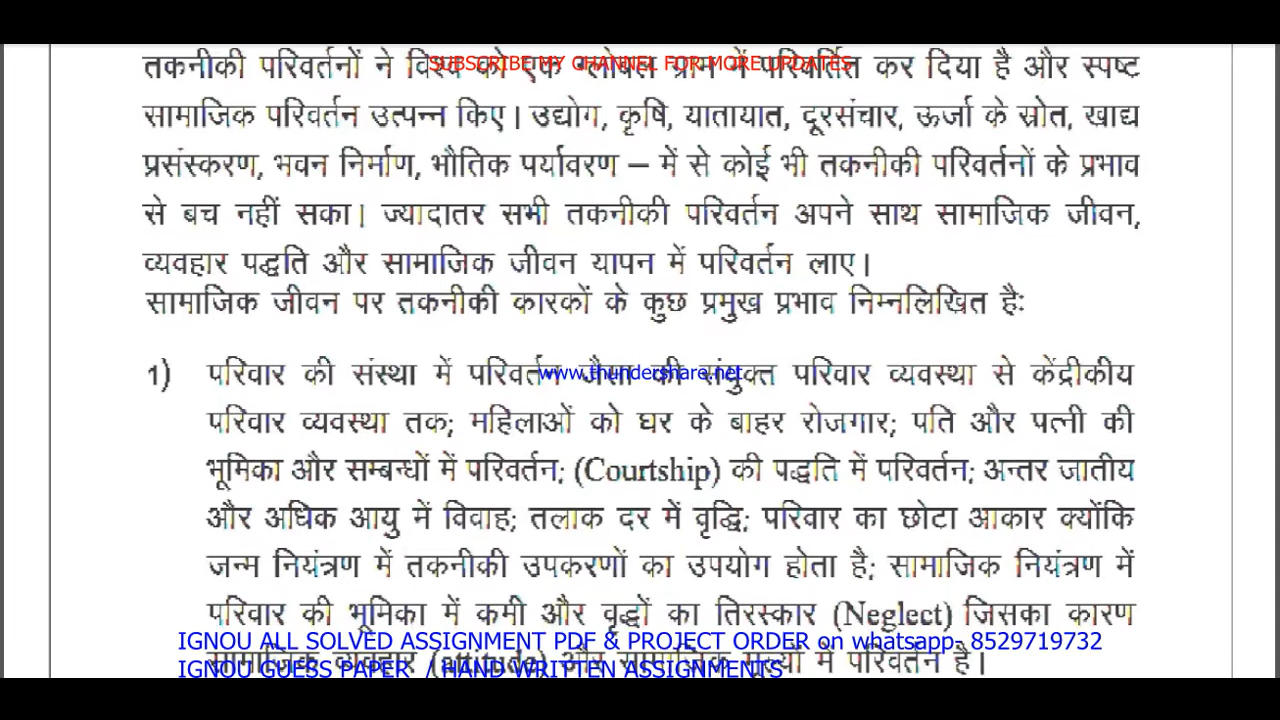 SUBSCRIBE MY CHANNEL FOR MORE UPDATES
तकनीकी परिवर्तनों ने विश्व को एक ग्लोबल ग्राम में परिवर्तित कर दिया है और स्पष्ट
सामाजिक परिवर्तन उत्पन्न किए। उद्योग, कृषि, यातायात, दूरसंचार, ऊर्जा के स्रोत, खाद्य
प्रसंस्करण, भवन निर्माण, भौतिक पर्यावरण – में से कोई भी तकनीकी परिवर्तनों के प्रभाव
से बच नहीं सका। ज्यादातर सभी तकनीकी परिवर्तन अपने साथ सामाजिक जीवन,
व्यवहार पद्धति और सामाजिक जीवन यापन में परिवर्तन लाए।
सामाजिक जीवन पर तकनीकी कारकों के कुछ प्रमुख प्रभाव निम्नलिखित है:
1) परिवार की संस्था में परिवर्तन जैसा की संयुक्त परिवार व्यवस्था से केंद्रीकीय
www.thundershare.net
परिवार व्यवस्था तक; महिलाओं को घर के बाहर रोजगार; पति और पत्नी की
भूमिका और सम्बन्धों में परिवर्तन; (Courtship) की पद्धति में परिवर्तन; अन्तर जातीय
और अधिक आयु में विवाह; तलाक दर में वृद्धि; परिवार का छोटा आकार क्योंकि
जन्म नियंत्रण में तकनीकी उपकरणों का उपयोग होता है; सामाजिक नियंत्रण में
परिवार की भूमिका में कमी और वृद्धों का तिरस्कार (Neglect) जिसका कारण
IGNOU ALL SOLVED ASSIGNMENT PDF & PROJECT ORDER on whatsapp- 8529719732
सामाजिक व्यवहार (attitude) और सामाजिक मूल्यों में परिवर्तन है।
IGNOU GUESS PAPER / HAND WRITTEN ASSIGNMENTS